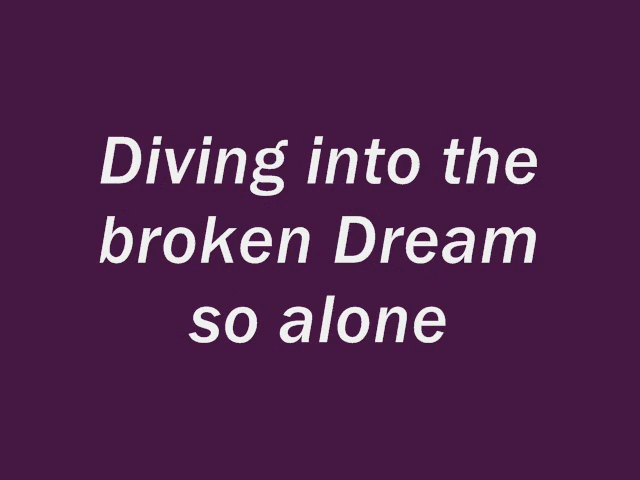 Diving into the
broken Dream
so alone